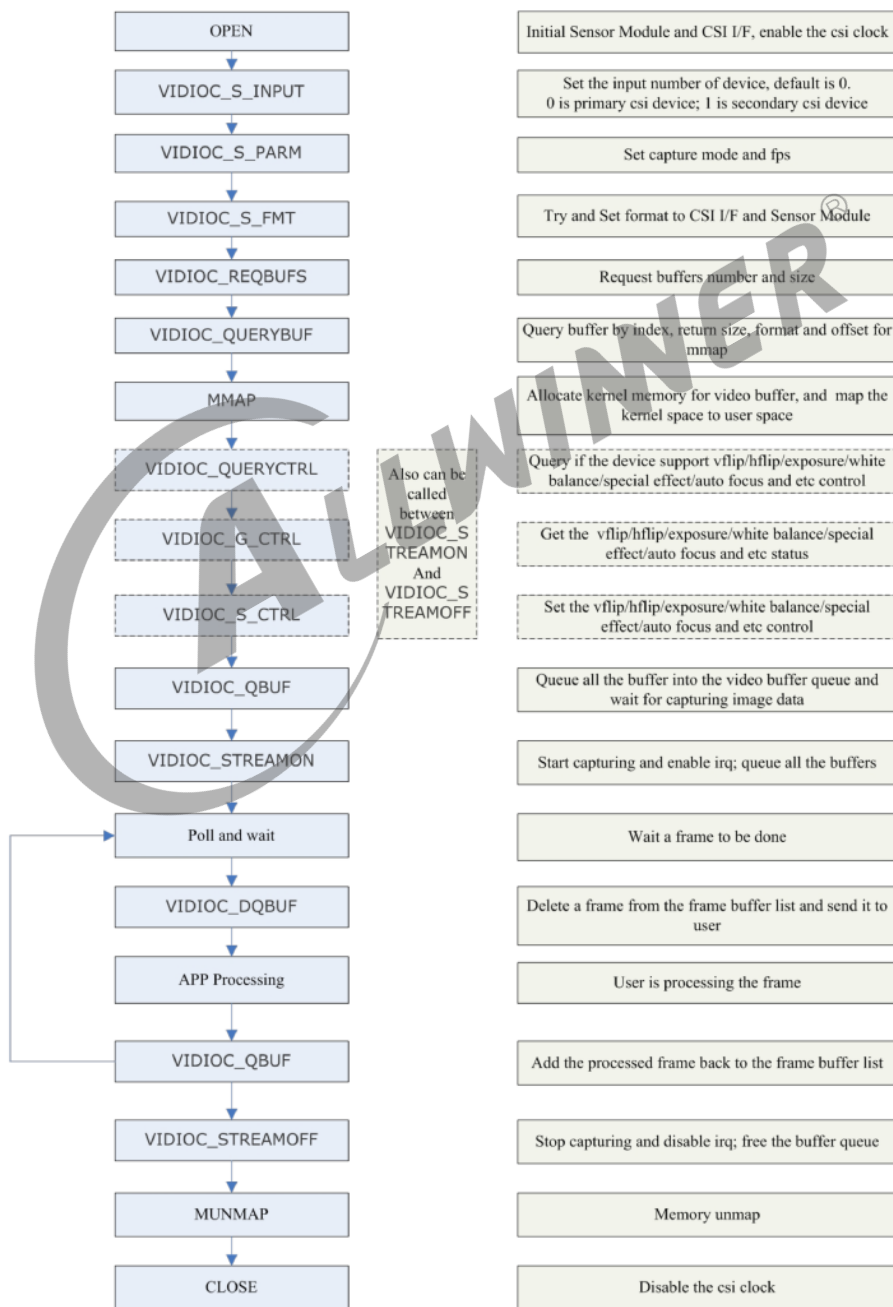 OPEN
Initial Sensor Module and CSI I/F, enable the csi clock
VIDIOC_S_INPUT
Set the input number of device, default is 0.
0 is primary csi device; 1 is secondary csi device
VIDIOC_S_PARM
Set capture mode and fps
VIDIOC_S_FMT
Try and Set format to CSI I/F and Sensor Module
VIDIOC_REQBUFS
Request buffers number and size
VIDIOC_QUERYBUF
Query buffer by index, return size, format and offset for
mmap
MMAP
Allocate kernel memory for video buffer, and map the
kernel space to user space
VIDIOC_QUERYCTRL
Query if the device support vflip/hflip/exposure/white
balance/special effect/auto focus and etc control
Also can be
called
between
VIDIOC_S
TREAMON
And
VIDIOC_S
TREAMOFF
VIDIOC_G_CTRL
Get the vflip/hflip/exposure/white balance/special
effect/auto focus and etc status
VIDIOC_S_CTRL
Set the vflip/hflip/exposure/white balance/special
effect/auto focus and etc control
VIDIOC_QBUF
Queue all the buffer into the video buffer queue and
wait for capturing image data
VIDIOC_STREAMON
Start capturing and enable irq; queue all the buffers
Poll and wait
Wait a frame to be done
VIDIOC_DQBUF
Delete a frame from the frame buffer list and send it to
user
APP Processing
User is processing the frame
VIDIOC_QBUF
Add the processed frame back to the frame buffer list
VIDIOC_STREAMOFF
Stop capturing and disable irq; free the buffer queue
MUNMAP
Memory unmap
CLOSE
Disable the csi clock
ALLWINNER®